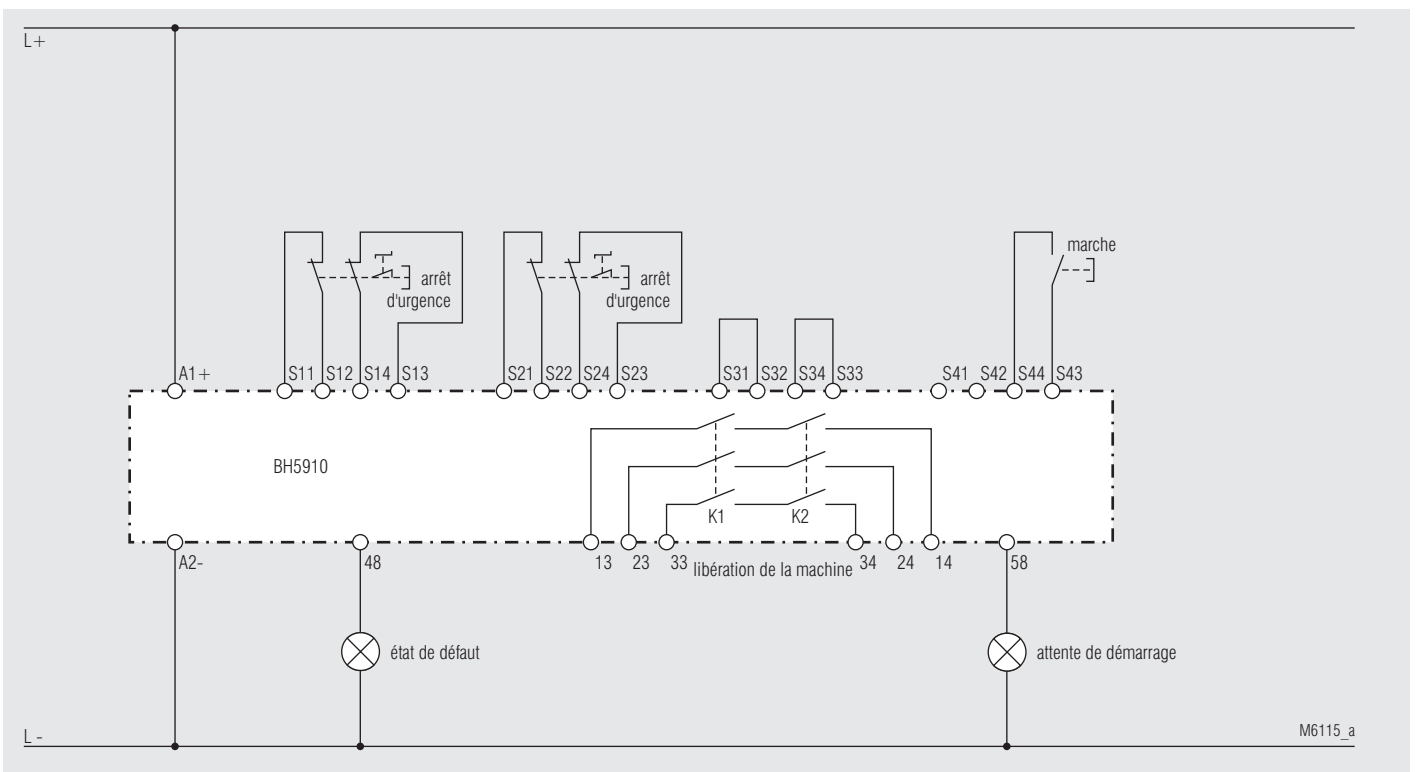 L+
marche
arrêt
d'urgence
arrêt
d'urgence
A1+ S11 S12 S14 S13 S21 S22 S24 S23 S31 S32 S34 S33 S41 S42 S44 S43
BH5910
K1 K2
A2- 48 13 23 33 libération de la machine 34 24 14 58
état de défaut
attente de démarrage
L -
M6115_a